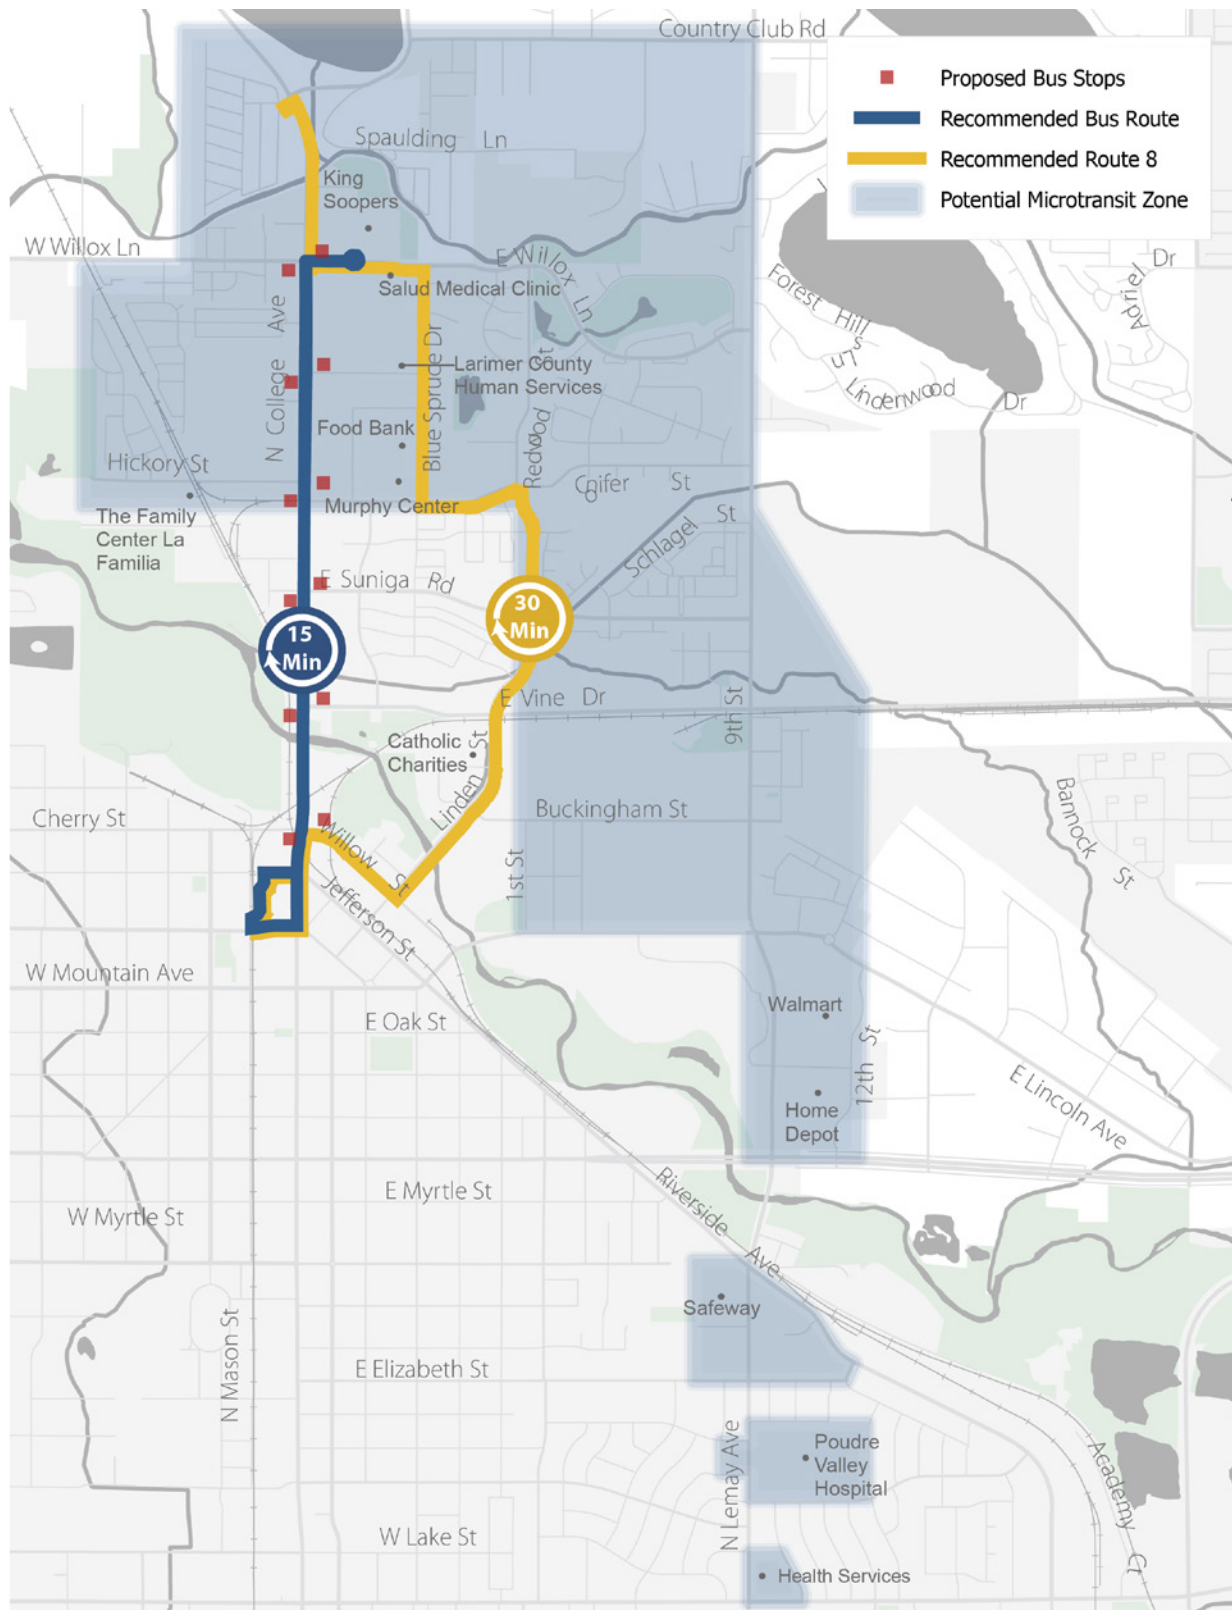 Country Club Rd
Proposed Bus Stops
Recommended Bus Route
Recommended Route 8
Potential Microtransit Zone
Spaulding Ln
King
Soopers
W Willox Ln
E Willox Ln
Salud Medical Clinic
Adriel Dr
Forest Hills Ln
Lindenwood Dr
N College Ave
Blue Spruce Dr
Larimer County
Human Services
Redwood St
Food Bank
Hickory St
Conifer St
Murphy Center
The Family
Center La
Familia
Schlagel St
E Suniga Rd
30
Min
15
Min
E Vine Dr
9th St
Catholic
Charities
Linden St
Buckingham St
Bannock St
Cherry St
Willow St
1st St
Jefferson St
W Mountain Ave
E Oak St
Walmart
12th St
Home
Depot
E Lincoln Ave
E Myrtle St
W Myrtle St
Riverside Ave
Safeway
N Mason St
E Elizabeth St
N Lemay Ave
Poudre
Valley
Hospital
Academy Ct
W Lake St
Health Services